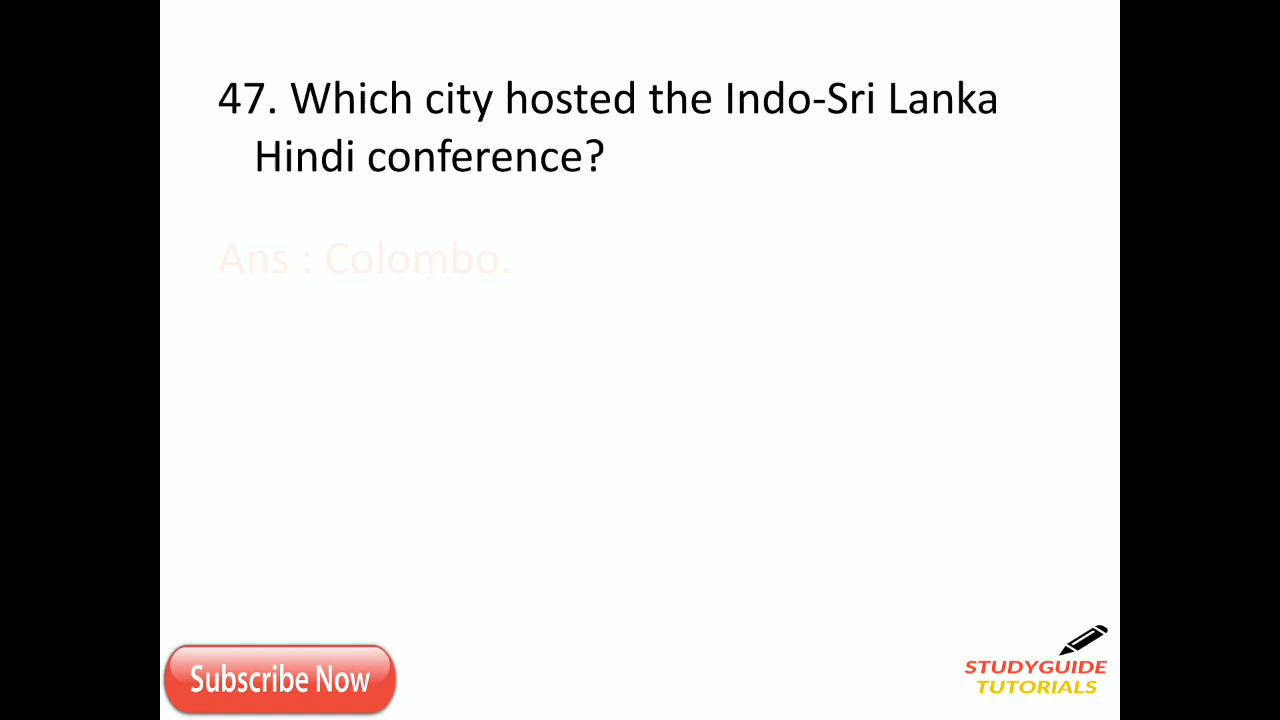 47. Which city hosted the Indo-Sri Lanka
Hindi conference?
Ans : Colombo.
Subscribe Now
STUDYGUIDE
TUTORIALS